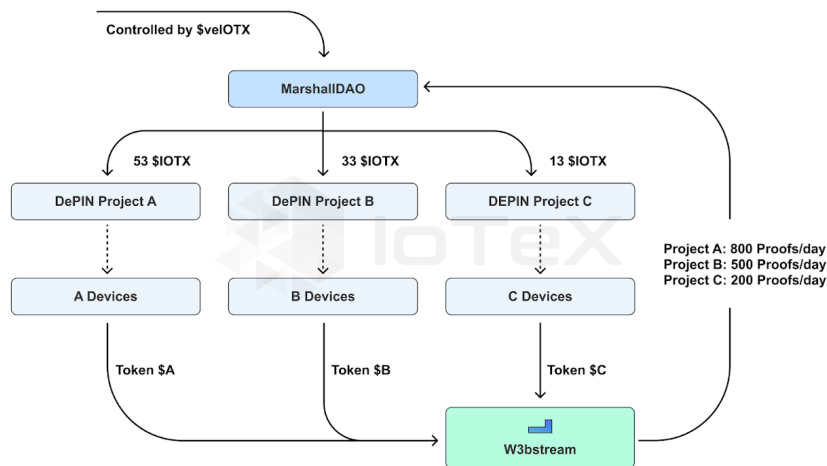 Controlled by $veIOTX
MarshallDAO
53 $IOTX
33 $IOTX
13 $IOTX
DePIN Project A
DePIN Project B
DEPIN Project C
IoTeX
Project A: 800 Proofs/day
Project B: 500 Proofs/day
Project C: 200 Proofs/day
A Devices
B Devices
C Devices
Token $A
Token $B
Token $C
W3bstream